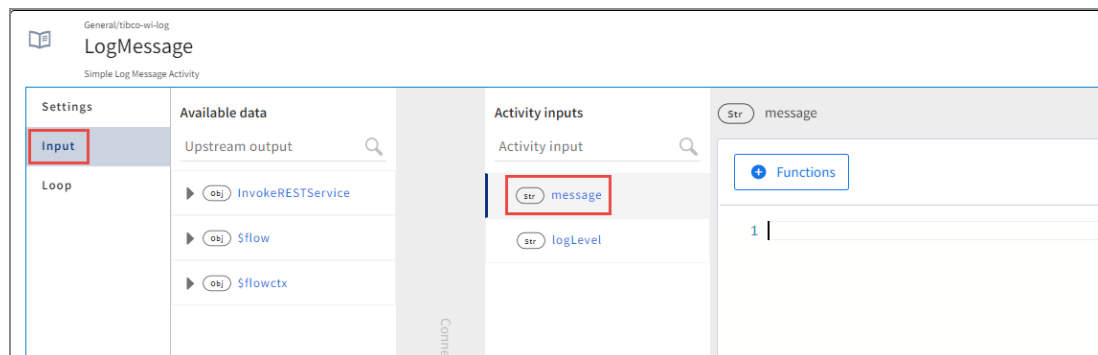 General/tibco-wi-log
LogMessage
Simple Log Message Activity
Settings
Input
Loop
Available data
Upstream output
Obj InvokeRESTService
Obj $flow
Obj $flowctx
Conne
Activity inputs
Activity input
Str message
Str logLevel
Str message
Functions
1